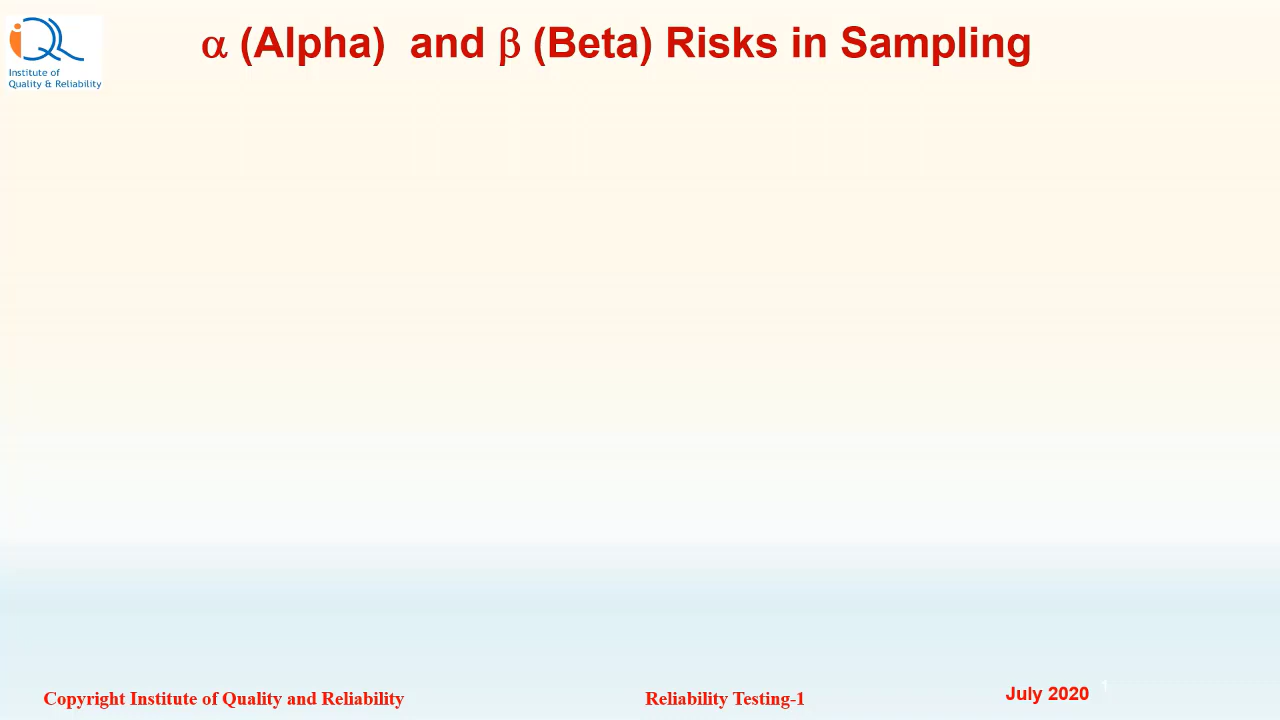 α (Alpha) and β (Beta) Risks in Sampling
iQR
Institute of
Quality & Reliability
Copyright Institute of Quality and Reliability
Reliability Testing-1
July 2020
1